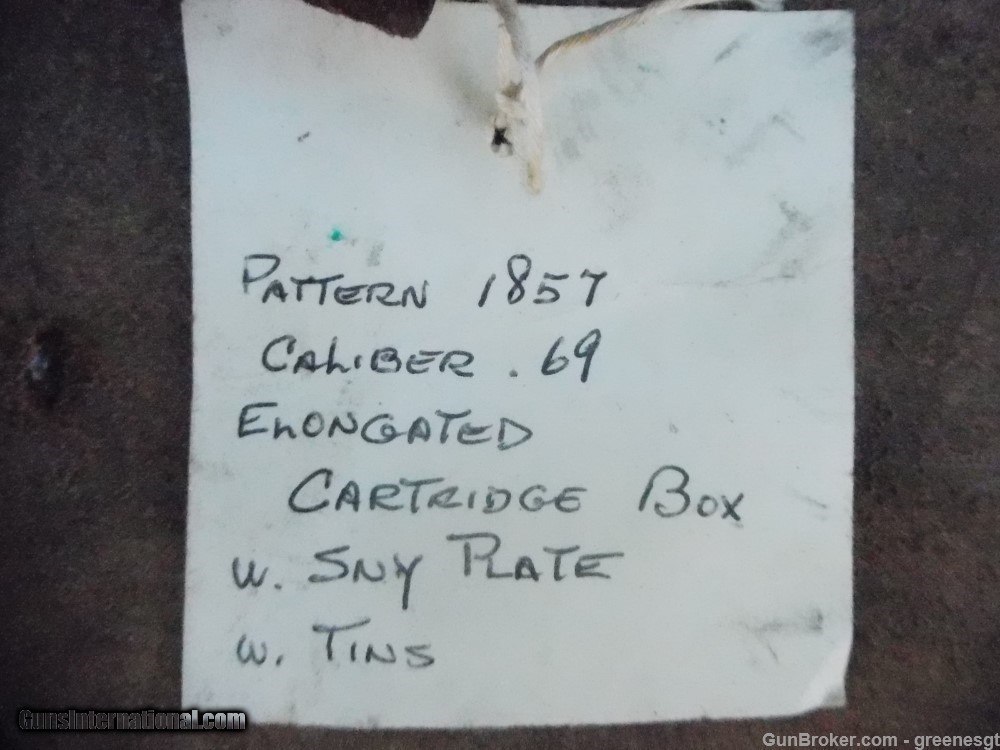 PATTERN 1857
CALIBER .69
ELONGATED
CARTRIDGE BOX
W. SNY PLATE
W. TINS
GunsInternational.com
GunBroker.com - greenesgt